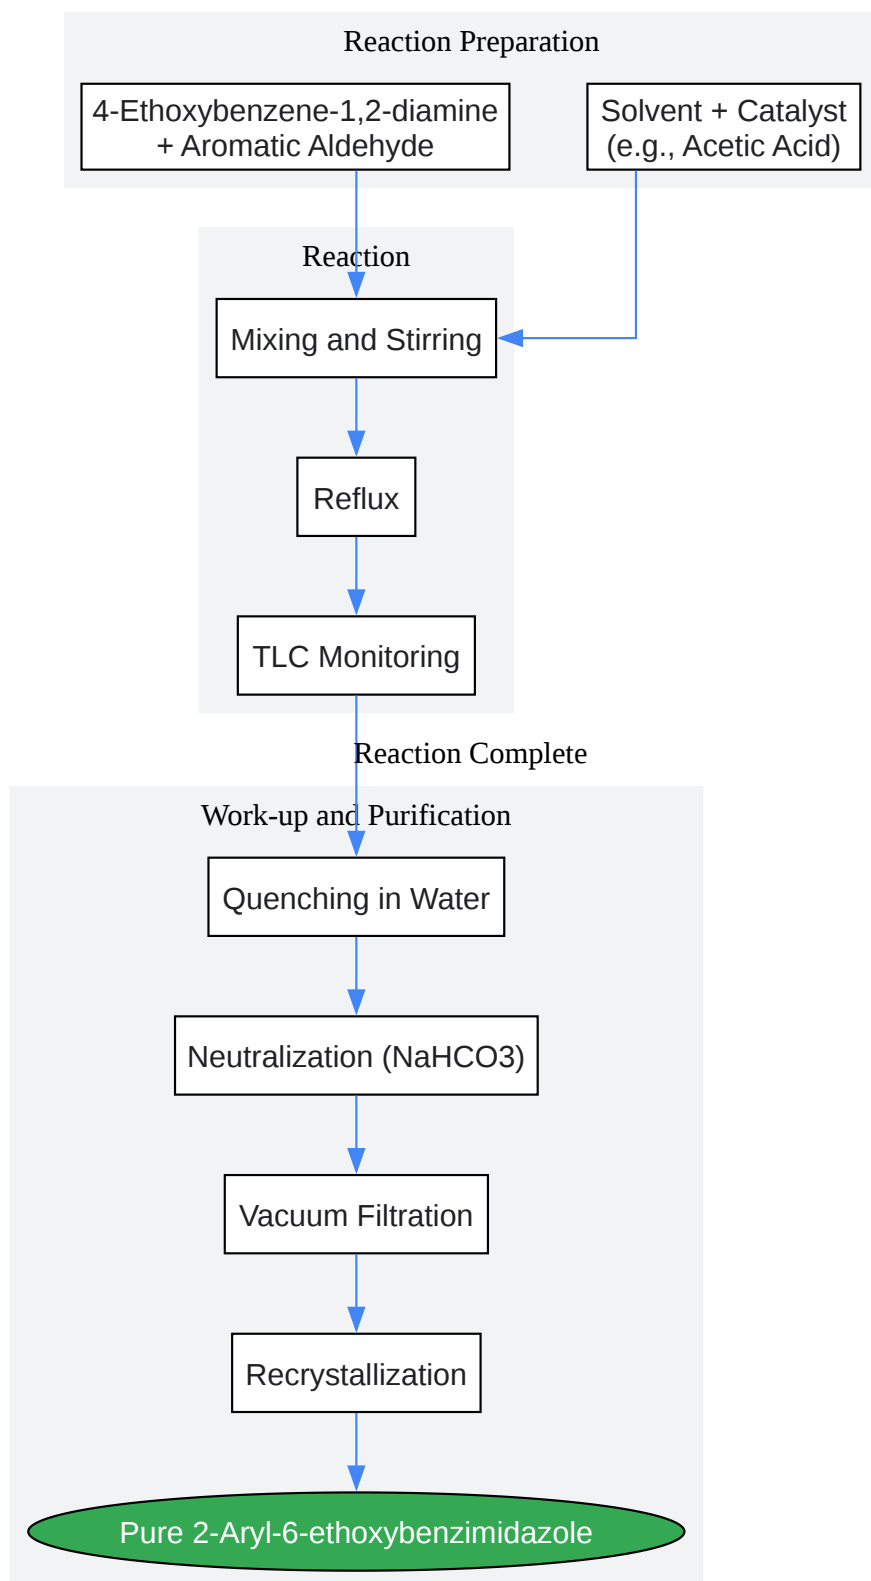 Reaction Preparation
4-Ethoxybenzene-1,2-diamine
+ Aromatic Aldehyde
Solvent + Catalyst
(e.g., Acetic Acid)
Reaction
Mixing and Stirring
Reflux
TLC Monitoring
Reaction Complete
Work-up and Purification
Quenching in Water
Neutralization (NaHCO3)
Vacuum Filtration
Recrystallization
Pure 2-Aryl-6-ethoxybenzimidazole